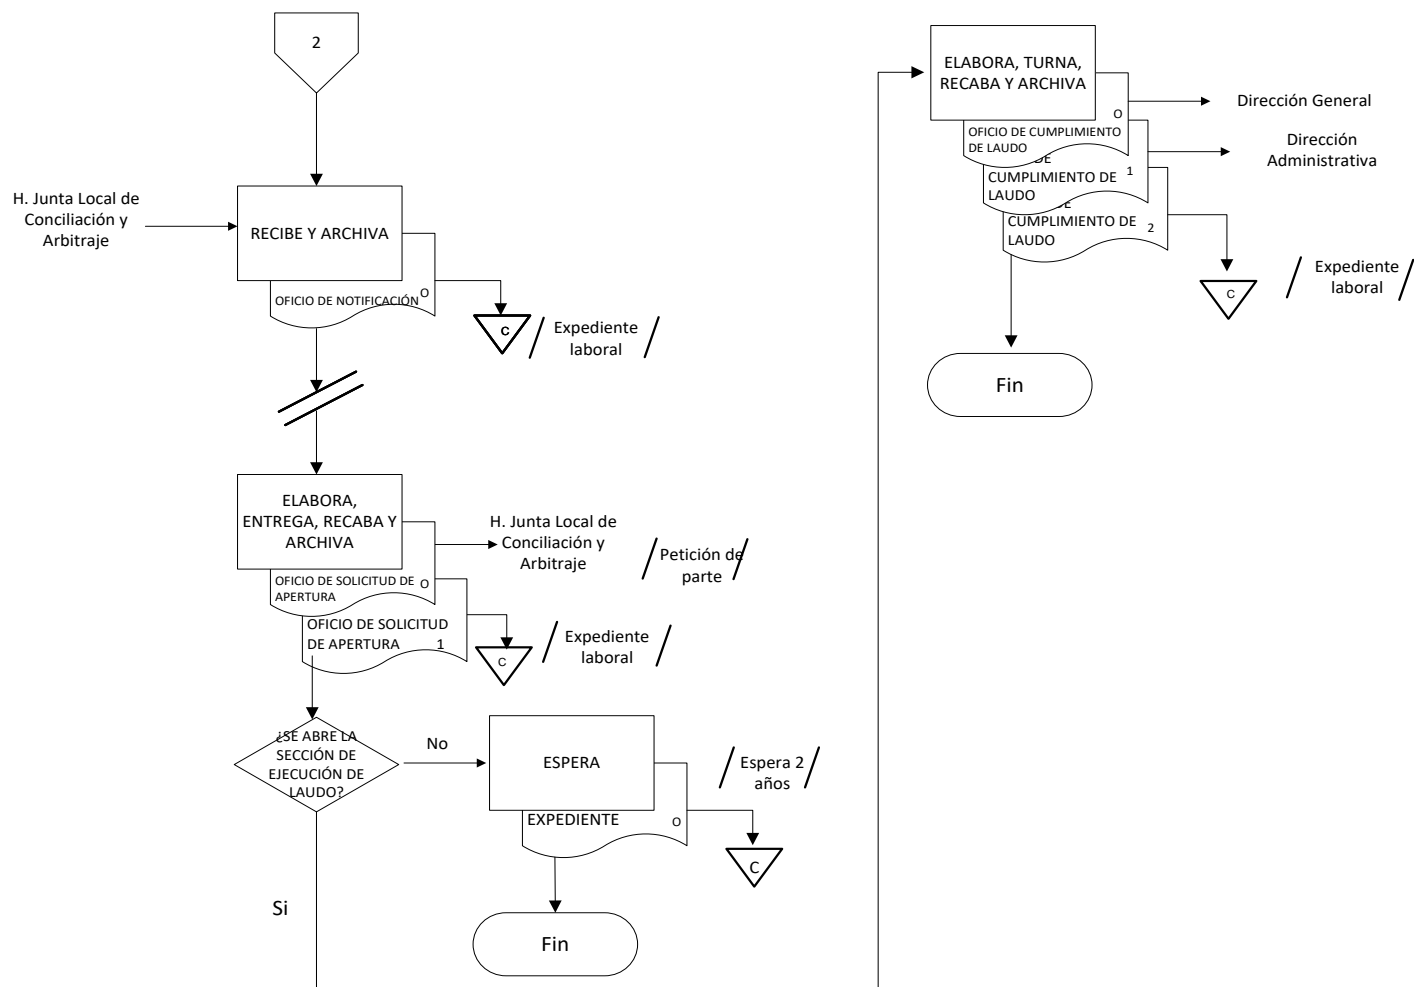 2
H. Junta Local de
Conciliación y
Arbitraje
RECIBE Y ARCHIVA
OFICIO DE NOTIFICACIÓN
O
C
Expediente
laboral
ELABORA,
ENTREGA, RECABA Y
ARCHIVA
OFICIO DE SOLICITUD DE
APERTURA
O
H. Junta Local de
Conciliación y
Arbitraje
Petición de
parte
OFICIO DE SOLICITUD
DE APERTURA
1
C
Expediente
laboral
¿SE ABRE LA
SECCIÓN DE
EJECUCIÓN DE
LAUDO?
No
ESPERA
EXPEDIENTE
O
Espera 2
años
C
Si
Fin
ELABORA, TURNA,
RECABA Y ARCHIVA
O
OFICIO DE CUMPLIMIENTO
DE LAUDO
Dirección General
DE
CUMPLIMIENTO DE
LAUDO
1
Dirección
Administrativa
CUMPLIMIENTO DE
LAUDO
2
C
Expediente
laboral
Fin